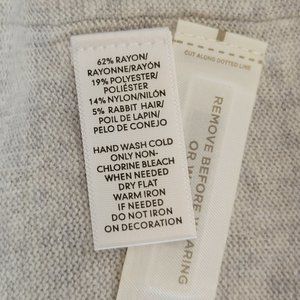 62% RAYON/
RAYONNE/RAYÓN
19% POLYESTER/
POLIÉSTER
14% NYLON/NILÓN
5% RABBIT HAIR/
POIL DE LAPIN/
PELO DE CONEJO
HAND WASH COLD
ONLY NON-
CHLORINE BLEACH
WHEN NEEDED
DRY FLAT
WARM IRON
IF NEEDED
DO NOT IRON
ON DECORATION
CUT ALONG DOTTED LINE
REMOVE BEFORE WEARING
OR